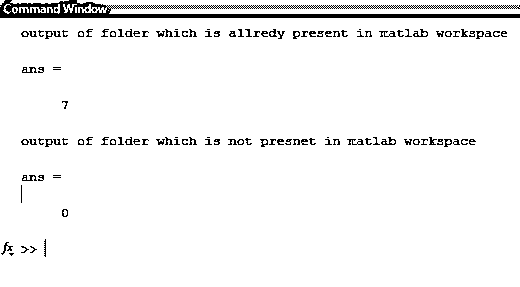 Command Window
output of folder which is allredy present in matlab workspace
ans =
7
output of folder which is not presnet in matlab workspace
ans =
0
fx >>